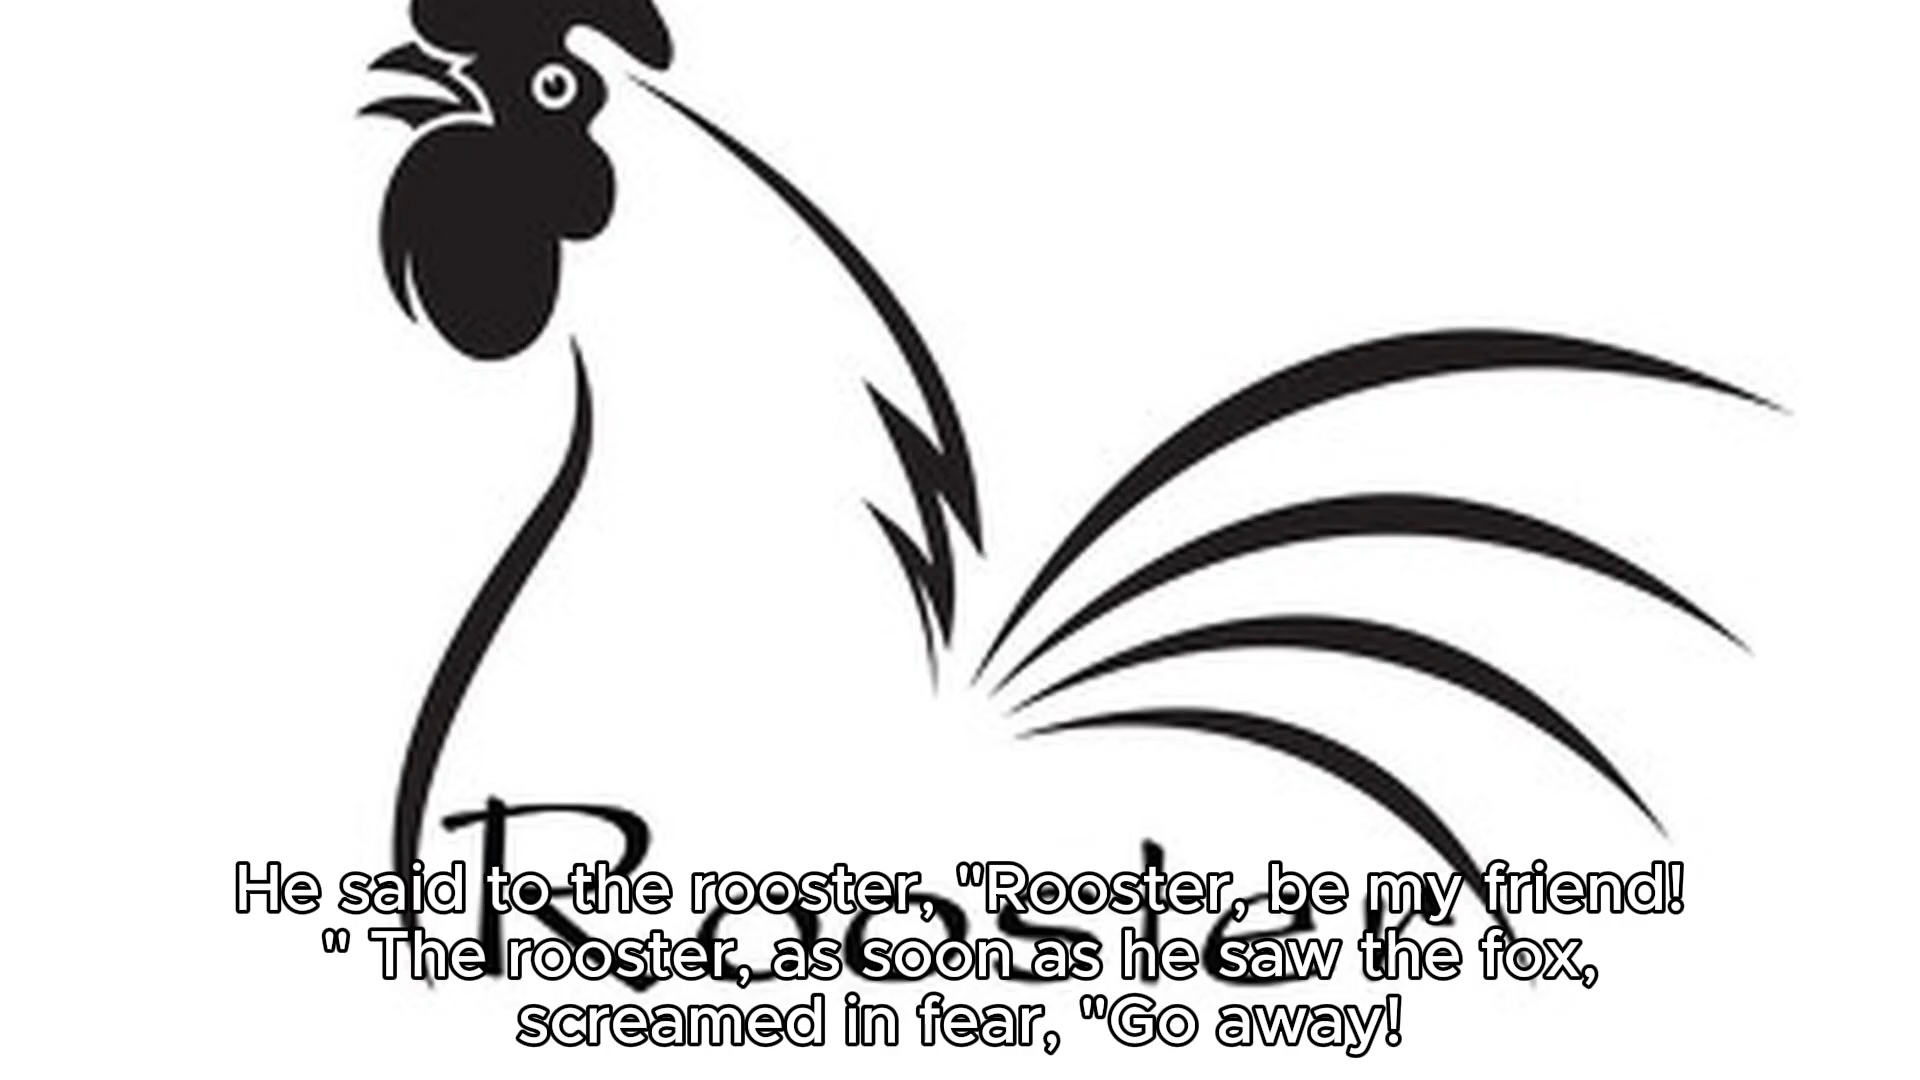 Rooster
He said to the rooster, "Rooster, be my friend!
" The rooster, as soon as he saw the fox,
screamed in fear, "Go away!